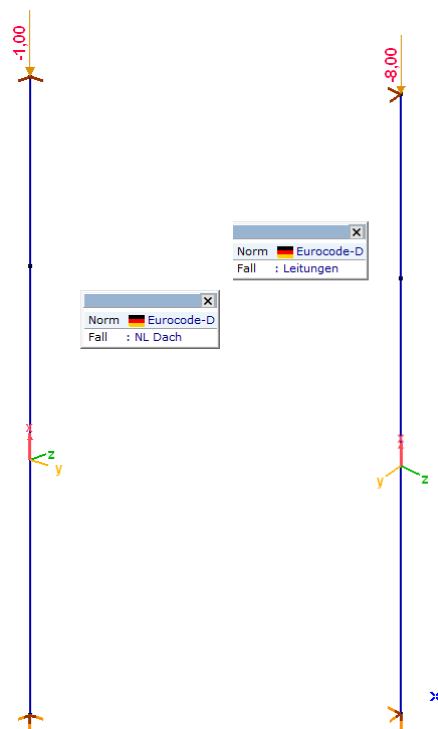 -1,00
-8,00
Norm Eurocode-D
Fall : Leitungen
Norm Eurocode-D
Fall : NL Dach
x
z
y
x
y
z